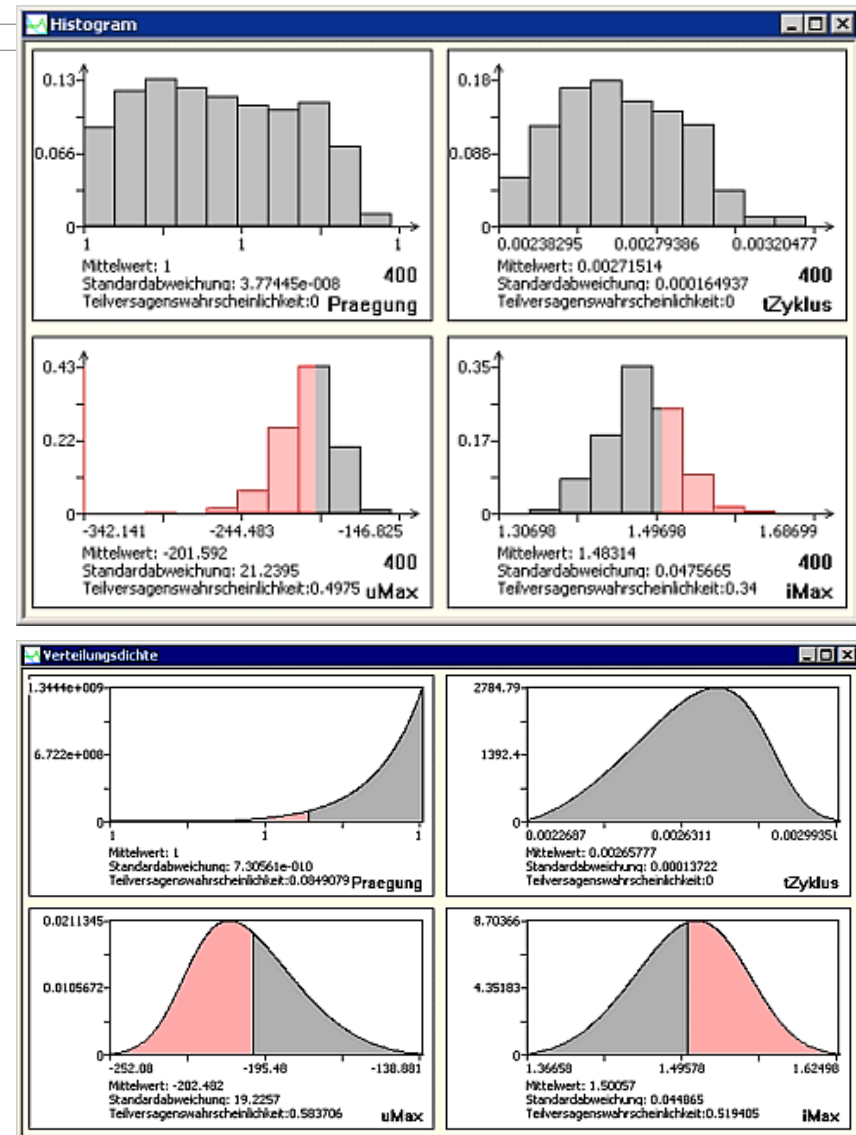 Histogram
0.13
0.066
0
1 1 1
Mittelwert: 1
Standardabweichung: 3.77445e-008
Teilversagenswahrscheinlichkeit:0
400
Praegung
0.18
0.088
0
0.00238295 0.00279386 0.00320477
Mittelwert: 0.00271514
Standardabweichung: 0.000164937
Teilversagenswahrscheinlichkeit:0
400
tZyklus
0.43
0.22
0
-342.141 -244.483 -146.825
Mittelwert: -201.592
Standardabweichung: 21.2395
Teilversagenswahrscheinlichkeit:0.4975
400
uMax
0.35
0.17
0
1.30698 1.49698 1.68699
Mittelwert: 1.48314
Standardabweichung: 0.0475665
Teilversagenswahrscheinlichkeit:0.34
400
iMax
Verteilungsdichte
1.3444e+009
6.722e+008
0
1 1 1
Mittelwert: 1
Standardabweichung: 7.30561e-010
Teilversagenswahrscheinlichkeit:0.0849079
Praegung
2784.79
1392.4
0
0.0022687 0.0026311 0.00299351
Mittelwert: 0.00265777
Standardabweichung: 0.00013722
Teilversagenswahrscheinlichkeit:0
tZyklus
0.0211345
0.0105672
0
-252.08 -195.48 -138.881
Mittelwert: -202.482
Standardabweichung: 19.2257
Teilversagenswahrscheinlichkeit:0.583706
uMax
8.70366
4.35183
0
1.36658 1.49578 1.62498
Mittelwert: 1.50057
Standardabweichung: 0.044865
Teilversagenswahrscheinlichkeit:0.519405
iMax